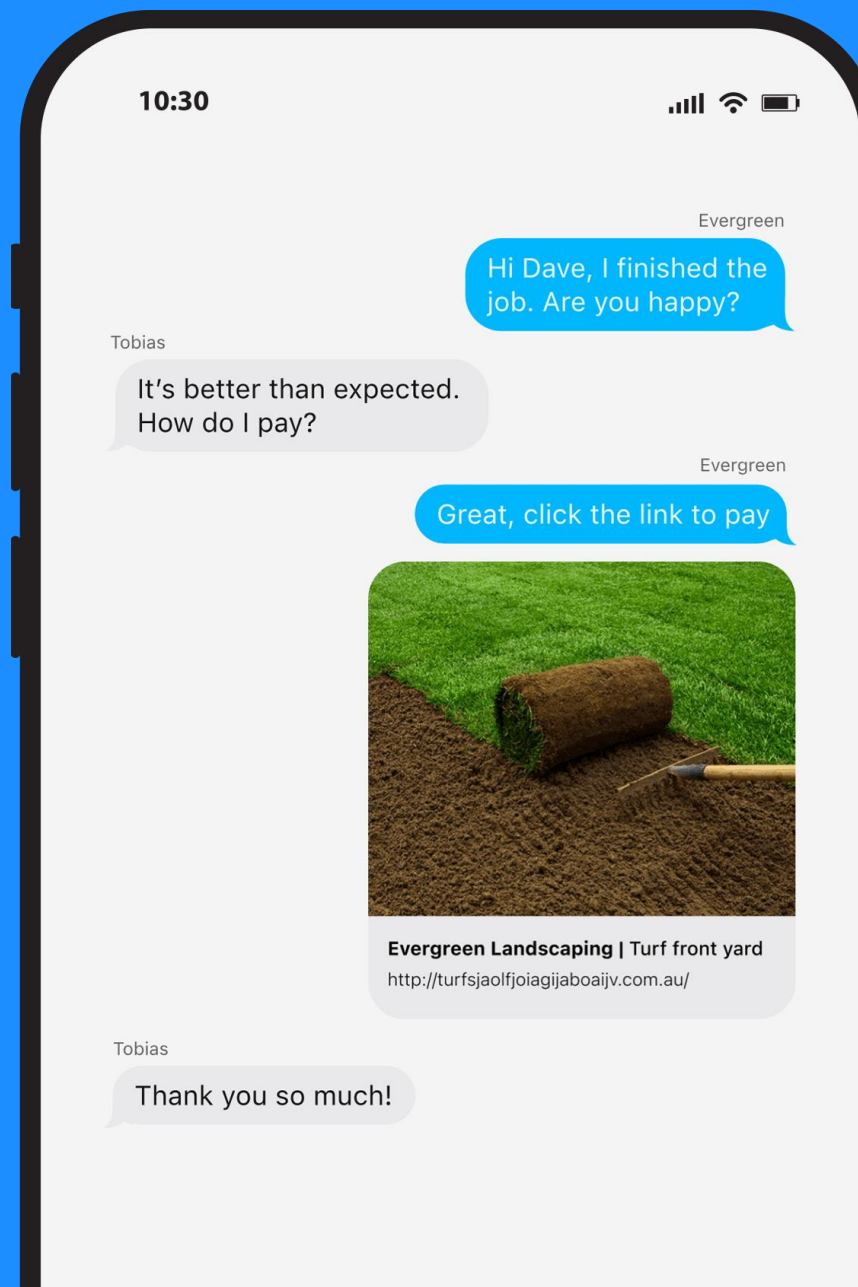 10:30
Evergreen
Hi Dave, I finished the
job. Are you happy?
Tobias
It's better than expected.
How do I pay?
Evergreen
Great, click the link to pay
Evergreen Landscaping | Turf front yard
http://turfsjaolfjoiagijaboaijv.com.au/
Tobias
Thank you so much!